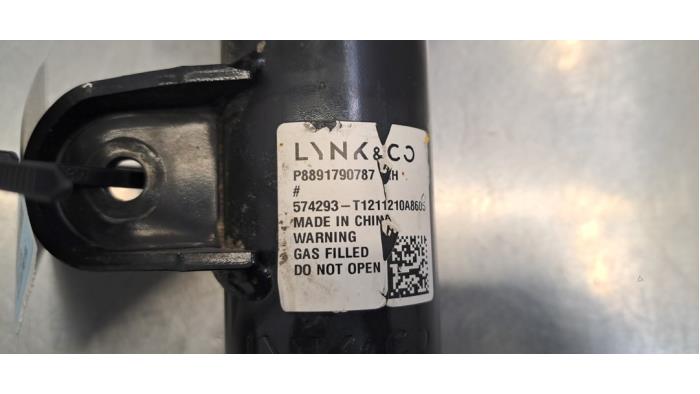 LYNK&CO
P8891790787
#
574293-T1211210A8605
MADE IN CHINA
WARNING
GAS FILLED
DO NOT OPEN